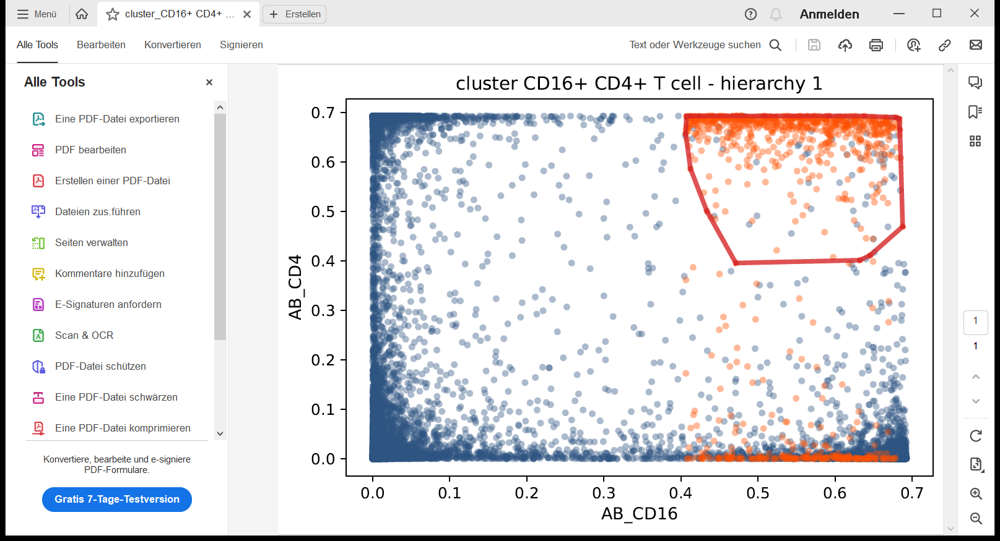 Menü
cluster_CD16+ CD4+ ...
Erstellen
Anmelden
Alle Tools
Bearbeiten
Konvertieren
Signieren
Text oder Werkzeuge suchen
Alle Tools
Eine PDF-Datei exportieren
PDF bearbeiten
Erstellen einer PDF-Datei
Dateien zus.führen
Seiten verwalten
Kommentare hinzufügen
E-Signaturen anfordern
Scan & OCR
PDF-Datei schützen
Eine PDF-Datei schwärzen
Eine PDF-Datei komprimieren
Konvertiere, bearbeite und e-signiere
PDF-Formulare.
Gratis 7-Tage-Testversion
cluster CD16+ CD4+ T cell - hierarchy 1
AB_CD4
0.7
0.6
0.5
0.4
0.3
0.2
0.1
0.0
0.0
0.1
0.2
0.3
0.4
0.5
0.6
0.7
AB_CD16
1
1